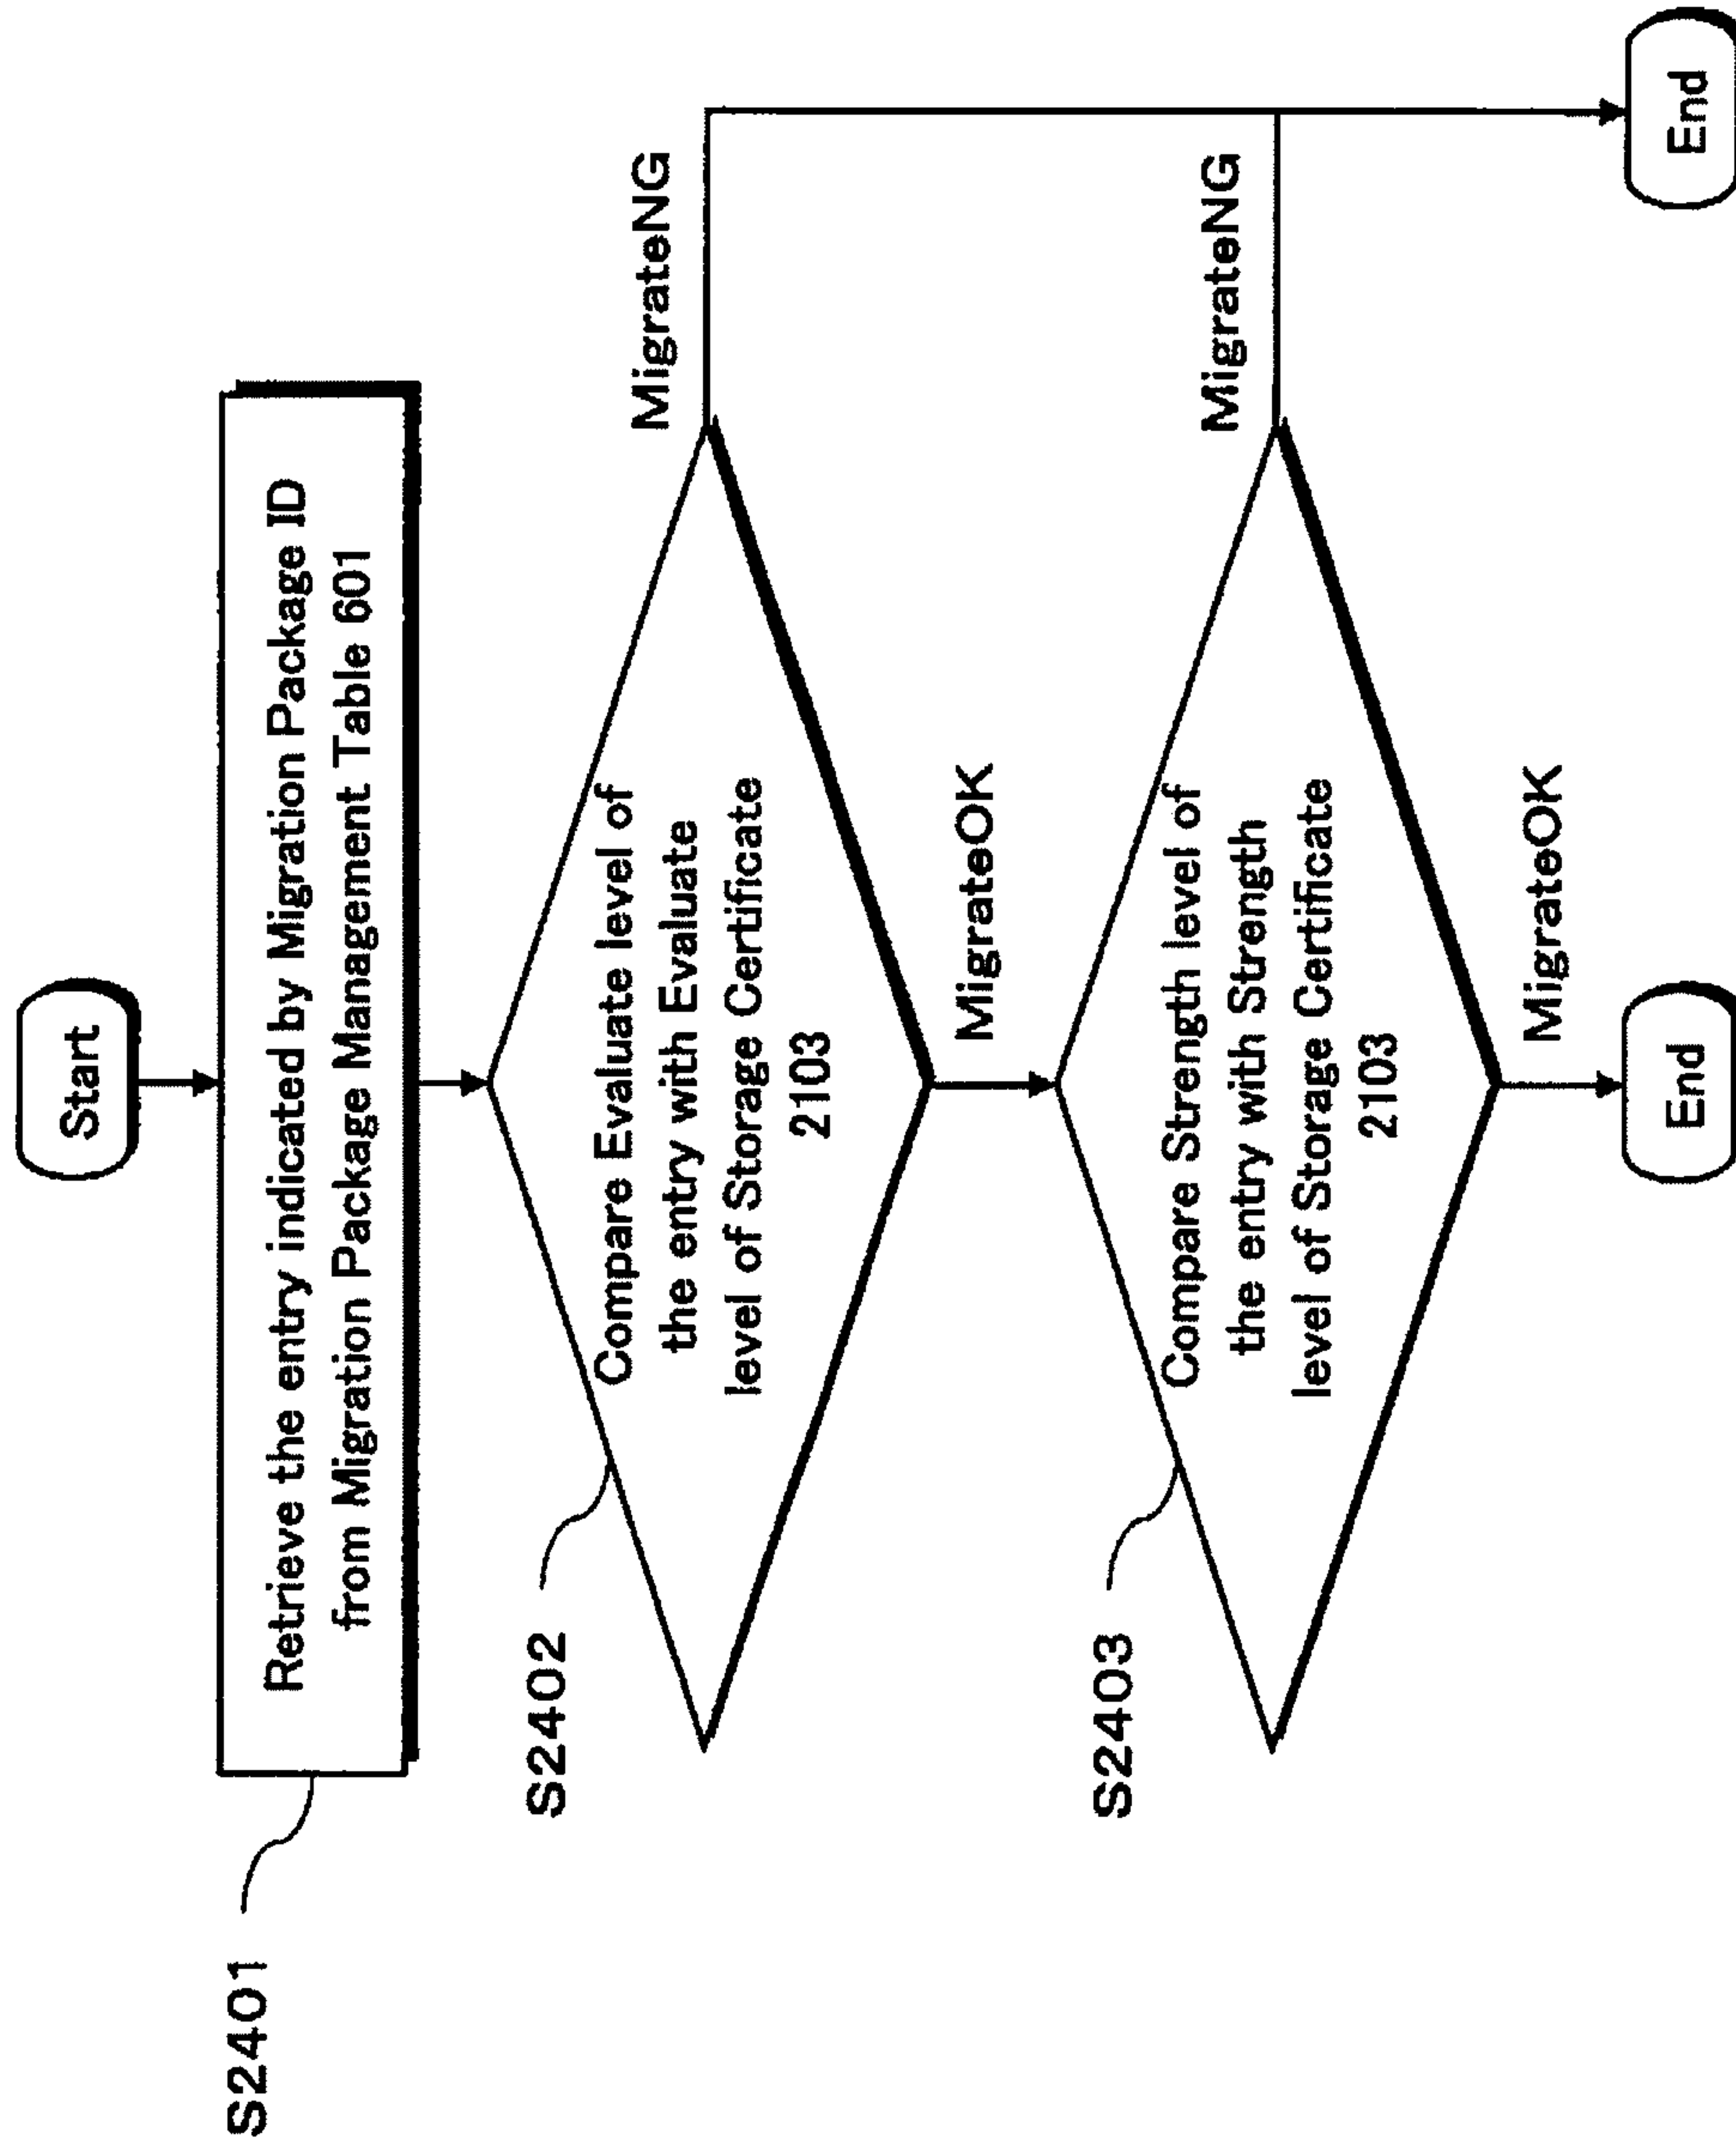 Start
S2401
Retrieve the entry indicated by Migration Package ID
from Migration Package Management Table 601
S2402
Compare Evaluate level of
the entry with Evaluate
level of Storage Certificate
2103
MigrateNG
MigrateOK
S2403
Compare Strength level of
the entry with Strength
level of Storage Certificate
2103
MigrateNG
MigrateOK
End
End